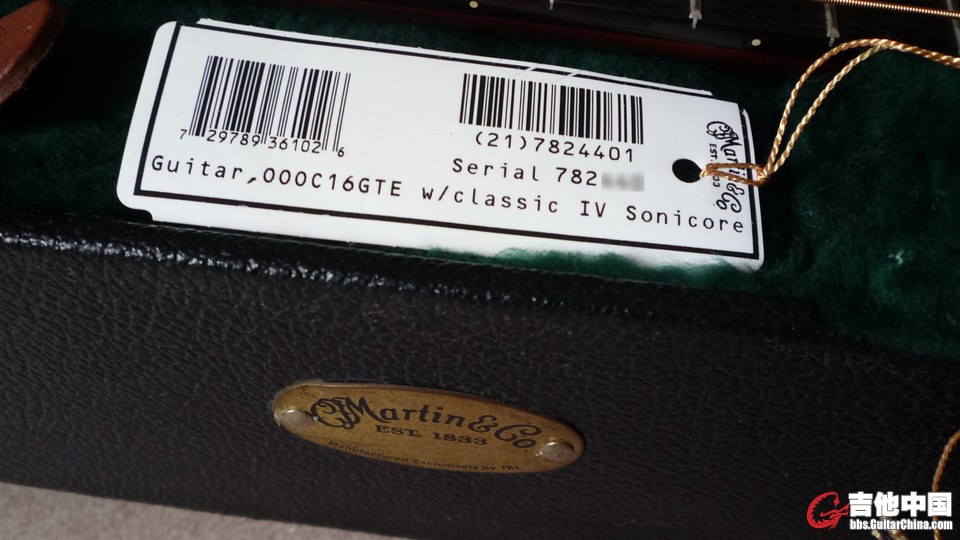 7 29789 36102 6
(21)7824401
Serial 782
Guitar,000C16GTE w/classic IV Sonicore
Martin & Co.
EST. 1833
Martin & Co.
EST. 1833
Manufactured Exclusively by TKL
吉他中国
bbs.GuitarChina.com